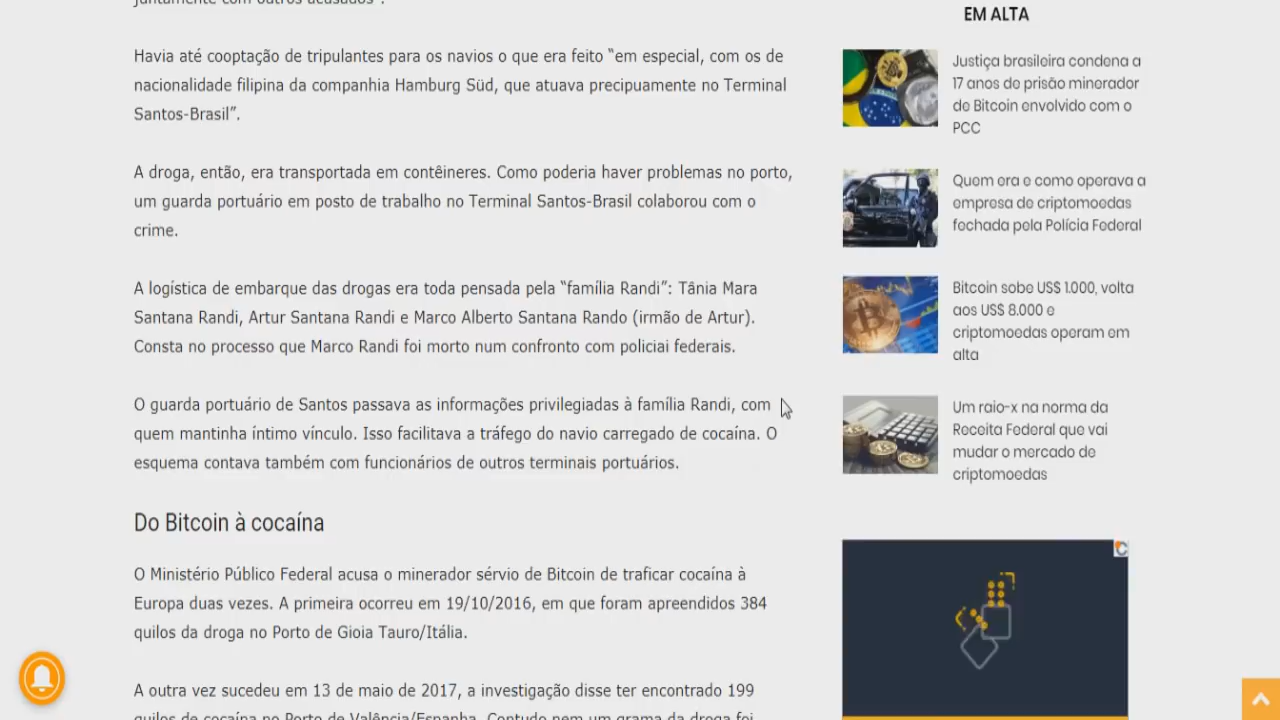 juntamente com outros acusados".
Havia até cooptação de tripulantes para os navios o que era feito “em especial, com os de
nacionalidade filipina da companhia Hamburg Süd, que atuava precipuamente no Terminal
Santos-Brasil”.
A droga, então, era transportada em contêineres. Como poderia haver problemas no porto,
um guarda portuário em posto de trabalho no Terminal Santos-Brasil colaborou com o
crime.
A logística de embarque das drogas era toda pensada pela “família Randi”: Tânia Mara
Santana Randi, Artur Santana Randi e Marco Alberto Santana Rando (irmão de Artur).
Consta no processo que Marco Randi foi morto num confronto com policiai federais.
O guarda portuário de Santos passava as informações privilegiadas à família Randi, com
quem mantinha íntimo vínculo. Isso facilitava a tráfego do navio carregado de cocaína. O
esquema contava também com funcionários de outros terminais portuários.
Do Bitcoin à cocaína
O Ministério Público Federal acusa o minerador sérvio de Bitcoin de traficar cocaína à
Europa duas vezes. A primeira ocorreu em 19/10/2016, em que foram apreendidos 384
quilos da droga no Porto de Gioia Tauro/Itália.
A outra vez sucedeu em 13 de maio de 2017, a investigação disse ter encontrado 199
quilos de cocaína no Porto de Valência/Espanha. Contudo nem um grama da droga foi
EM ALTA
Justiça brasileira condena a
17 anos de prisão minerador
de Bitcoin envolvido com o
PCC
Quem era e como operava a
empresa de criptomoedas
fechada pela Polícia Federal
Bitcoin sobe US$ 1.000, volta
aos US$ 8.000 e
criptomoedas operam em
alta
Um raio-x na norma da
Receita Federal que vai
mudar o mercado de
criptomoedas